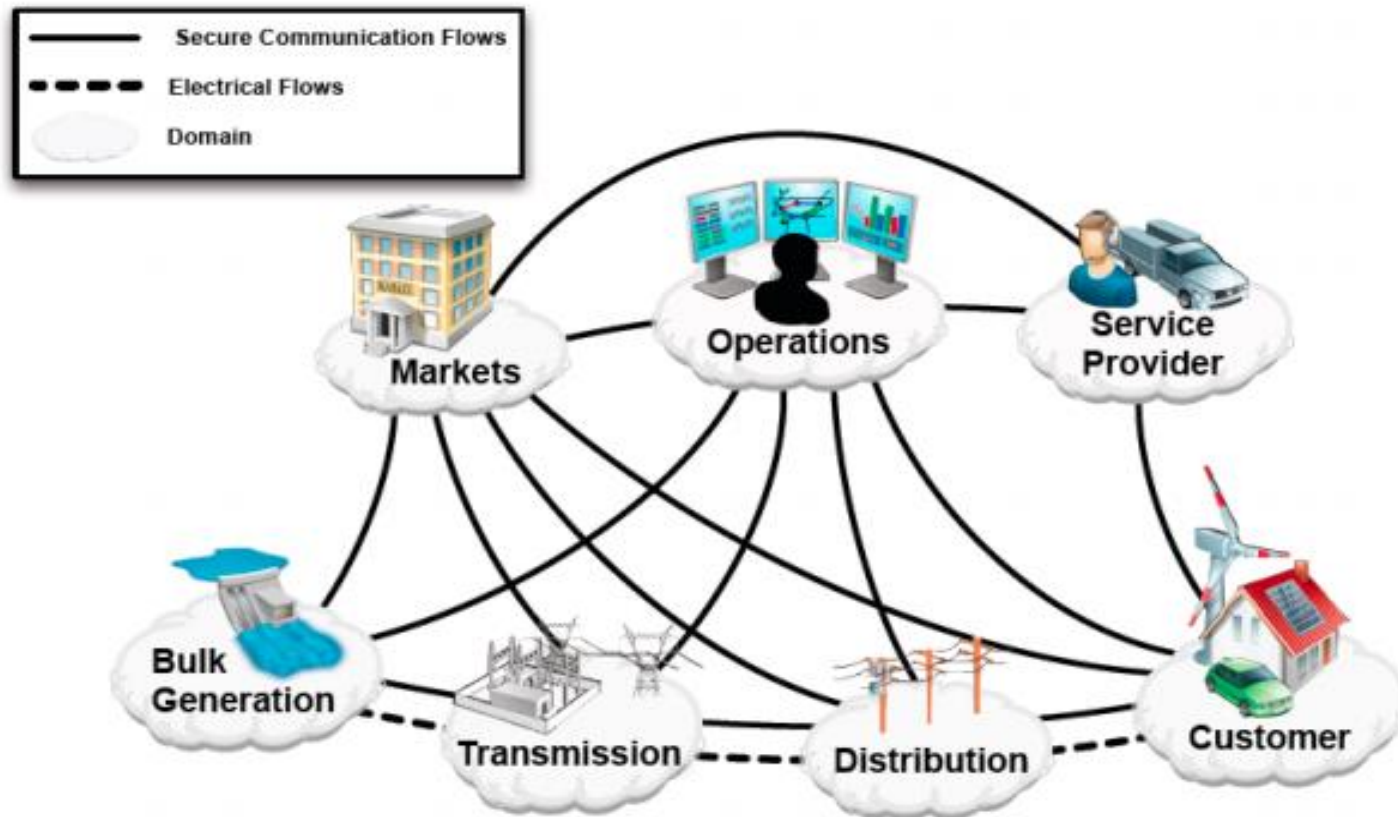 Secure Communication Flows
Electrical Flows
Domain
Markets
Operations
Service
Provider
Bulk
Generation
Transmission
Distribution
Customer